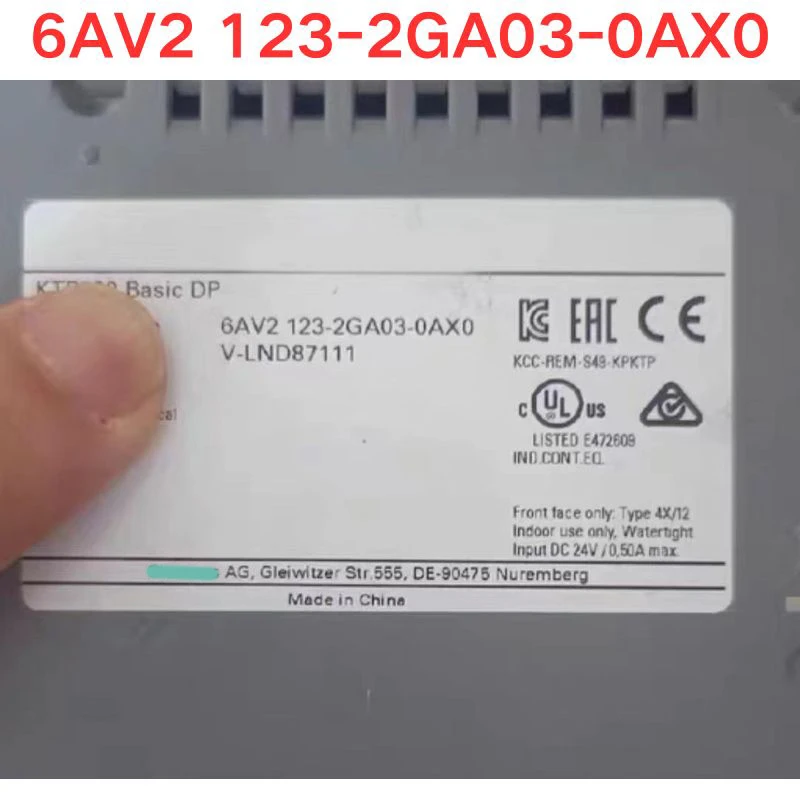 6AV2 123-2GA03-0AX0
Basic DP
6AV2 123-2GA03-0AX0
V-LND87111
EAC CE
KCC-REM-S49-KPKTP
C UL US
LISTED E472609
IND.CONT.EQ.
Front face only: Type 4X/12
Indoor use only, Watertight
Input DC 24V / 0,50A max.
AG, Gleiwitzer Str.555, DE-90475 Nuremberg
Made in China